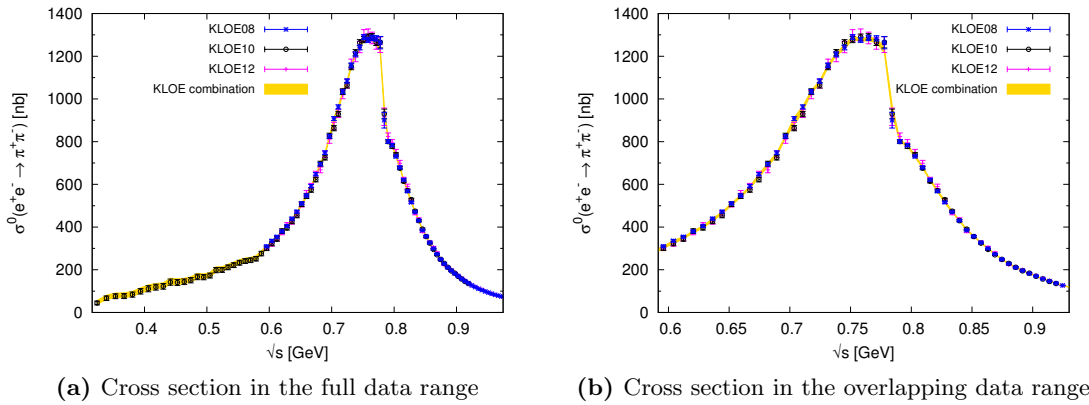 KLOE08
KLOE10
KLOE12
KLOE combination
σ⁰(e⁺e⁻ → π⁺π⁻) [nb]
1400
1200
1000
800
600
400
200
0
0.4 0.5 0.6 0.7 0.8 0.9
√s [GeV]
(a) Cross section in the full data range
KLOE08
KLOE10
KLOE12
KLOE combination
σ⁰(e⁺e⁻ → π⁺π⁻) [nb]
1400
1200
1000
800
600
400
200
0
0.6 0.65 0.7 0.75 0.8 0.85 0.9
√s [GeV]
(b) Cross section in the overlapping data range